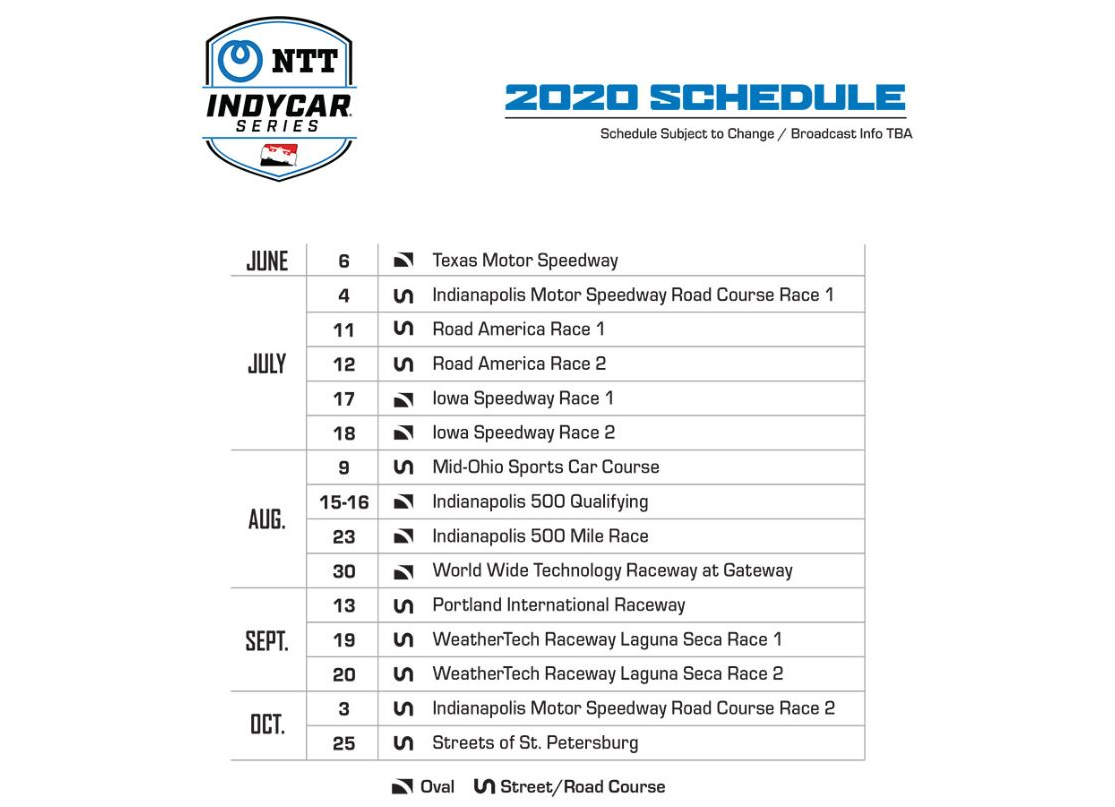 NTT
INDYCAR
SERIES
2020 SCHEDULE
Schedule Subject to Change / Broadcast Info TBA
JUNE 6 Texas Motor Speedway
JULY
4 Indianapolis Motor Speedway Road Course Race 1
11 Road America Race 1
12 Road America Race 2
17 Iowa Speedway Race 1
18 Iowa Speedway Race 2
AUG.
9 Mid-Ohio Sports Car Course
15-16 Indianapolis 500 Qualifying
23 Indianapolis 500 Mile Race
30 World Wide Technology Raceway at Gateway
SEPT.
13 Portland International Raceway
19 WeatherTech Raceway Laguna Seca Race 1
20 WeatherTech Raceway Laguna Seca Race 2
OCT.
3 Indianapolis Motor Speedway Road Course Race 2
25 Streets of St. Petersburg
Oval Street/Road Course